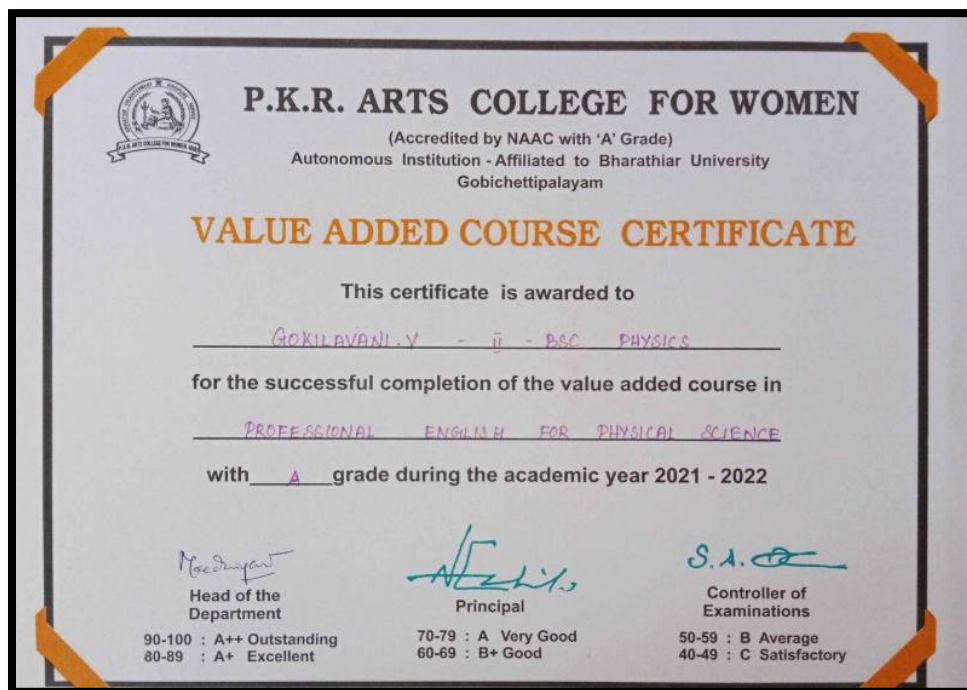 P.K.R. ARTS COLLEGE FOR WOMEN
(Accredited by NAAC with 'A' Grade)
Autonomous Institution - Affiliated to Bharathiar University
Gobichettipalayam
VALUE ADDED COURSE CERTIFICATE
This certificate is awarded to
GOKILAVANI.V - II - BSC PHYSICS
for the successful completion of the value added course in
PROFESSIONAL ENGLISH FOR PHYSICAL SCIENCE
with A grade during the academic year 2021 - 2022
Head of the Department
Principal
Controller of Examinations
90-100 : A++ Outstanding
80-89 : A+ Excellent
70-79 : A Very Good
60-69 : B+ Good
50-59 : B Average
40-49 : C Satisfactory